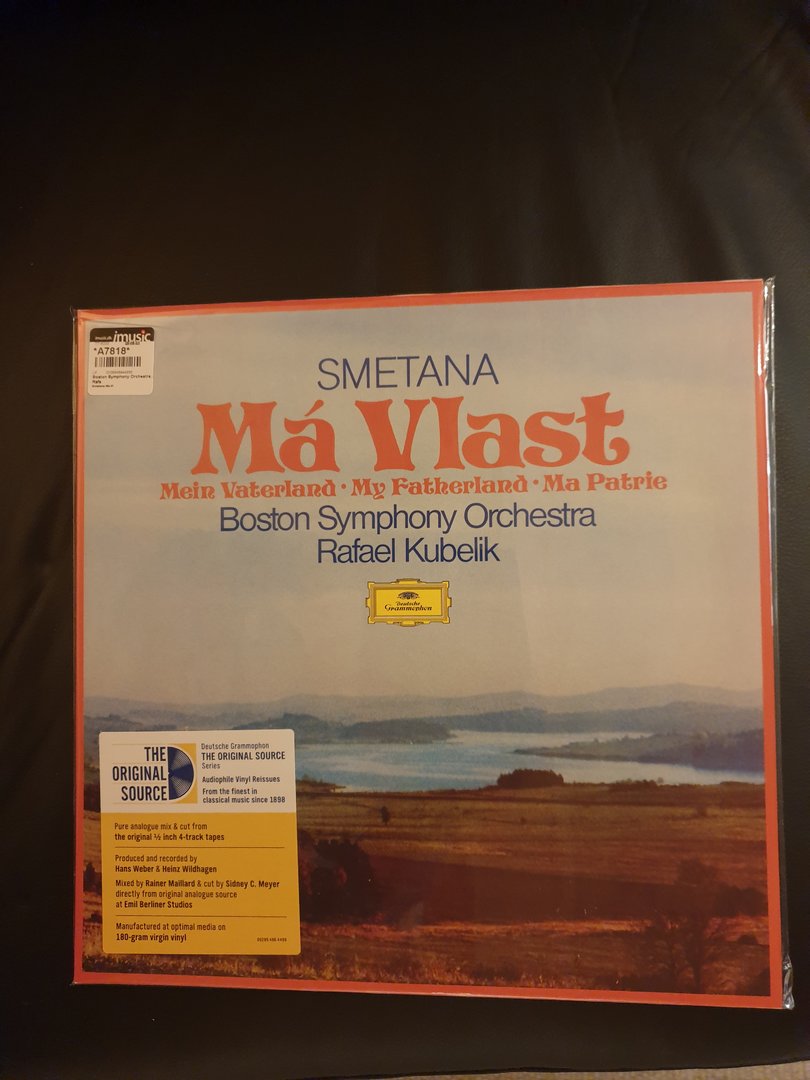 imusic
*A7818*
Boston Symphony Orchestra,
Rafa
SMETANA
Má Vlast
Mein Vaterland · My Fatherland · Ma Patrie
Boston Symphony Orchestra
Rafael Kubelik
Deutsche
Grammophon
THE
ORIGINAL
SOURCE
Deutsche Grammophon
THE ORIGINAL SOURCE
Series
Audiophile Vinyl Reissues
From the finest in
classical music since 1898
Pure analogue mix & cut from
the original ½ inch 4-track tapes
Produced and recorded by
Hans Weber & Heinz Wildhagen
Mixed by Rainer Maillard & cut by Sidney C. Meyer
directly from original analogue source
at Emil Berliner Studios
Manufactured at optimal media on
180-gram virgin vinyl